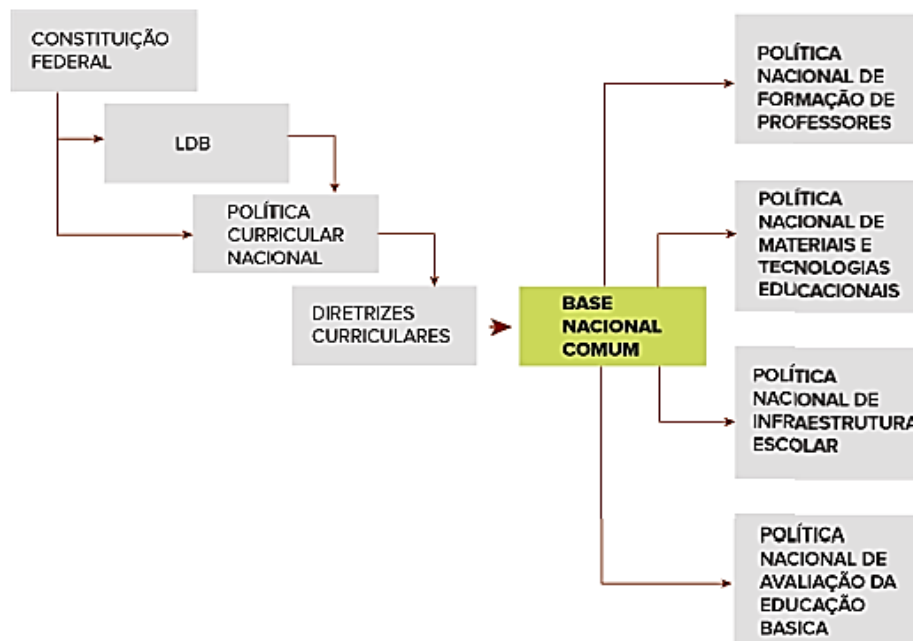 CONSTITUIÇÃO
FEDERAL
LDB
POLÍTICA
CURRICULAR
NACIONAL
DIRETRIZES
CURRICULARES
BASE
NACIONAL
COMUM
POLÍTICA
NACIONAL DE
FORMAÇÃO DE
PROFESSORES
POLÍTICA
NACIONAL DE
MATERIAIS E
TECNOLOGIAS
EDUCACIONAIS
POLÍTICA
NACIONAL DE
INFRAESTRUTURA
ESCOLAR
POLÍTICA
NACIONAL DE
AVALIAÇÃO DA
EDUCAÇÃO
BASICA